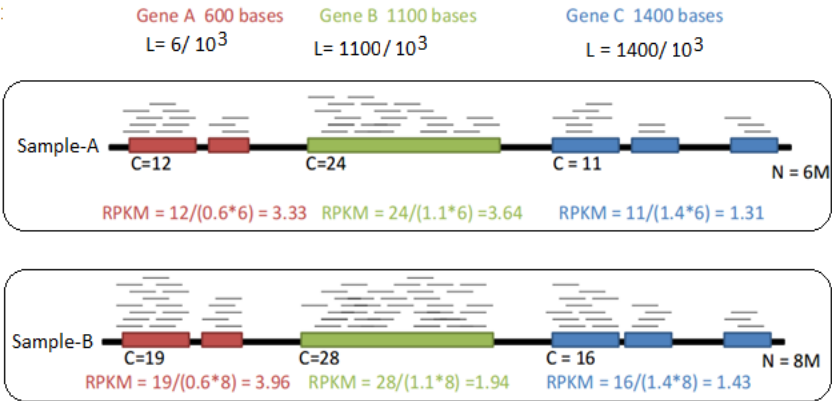 :
Gene A 600 bases Gene B 1100 bases Gene C 1400 bases
L= 6/ 10³ L= 1100/ 10³ L = 1400/ 10³
Sample-A
C=12 C=24 C = 11
N = 6M
RPKM = 12/(0.6*6) = 3.33 RPKM = 24/(1.1*6) =3.64 RPKM = 11/(1.4*6) = 1.31
Sample-B
C=19 C=28 C = 16
N = 8M
RPKM = 19/(0.6*8) = 3.96 RPKM = 28/(1.1*8) =1.94 RPKM = 16/(1.4*8) = 1.43